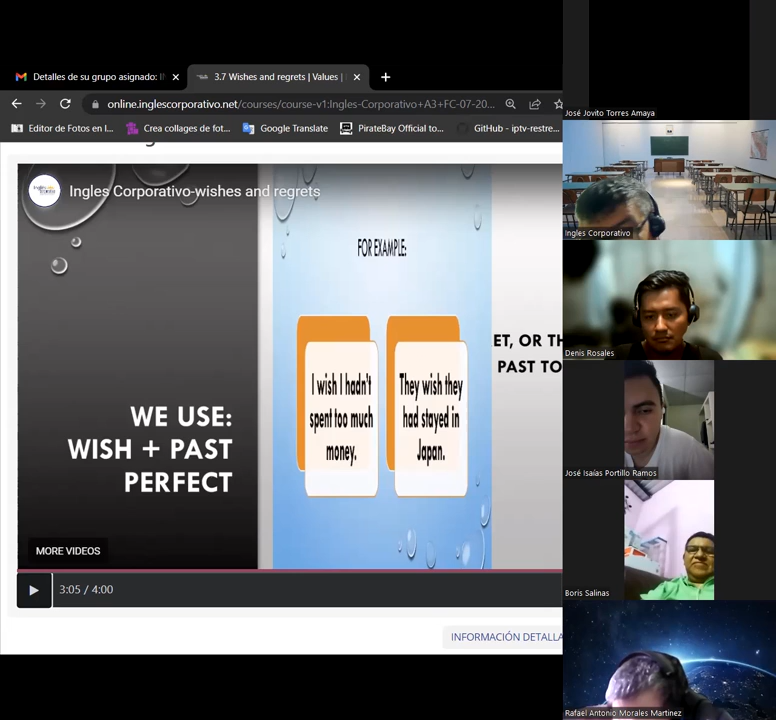 Detalles de su grupo asignado: I
3.7 Wishes and regrets | Values |
online.inglescorporativo.net/courses/course-v1:Ingles-Corporativo+A3+FC-07-20...
Editor de Fotos en l...
Crea collages de fot...
Google Translate
PirateBay Official to...
GitHub - iptv-restre...
Ingles Corporativo-wishes and regrets
WE USE:
WISH + PAST
PERFECT
FOR EXAMPLE:
I wish I hadn't
spent too much
money.
They wish they
had stayed in
Japan.
ET, OR TH
PAST TO
MORE VIDEOS
3:05 / 4:00
INFORMACIÓN DETALLA
José Jovito Torres Amaya
Ingles Corporativo
Denis Rosales
José Isaías Portillo Ramos
Boris Salinas
Rafael Antonio Morales Martinez